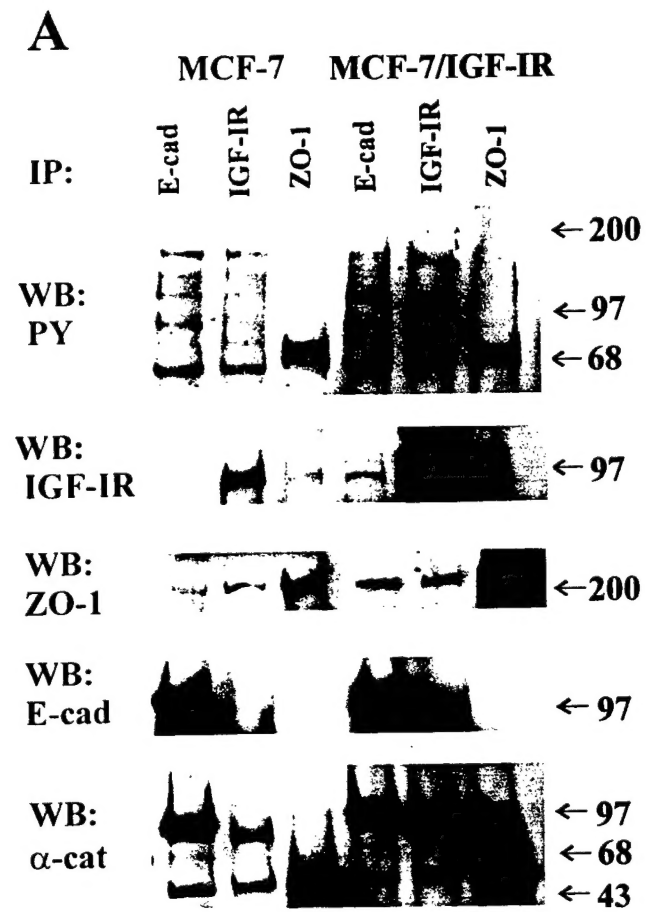 A
MCF-7 MCF-7/IGF-IR
IP: E-cad IGF-IR ZO-1 E-cad IGF-IR ZO-1
←200
WB:
PY
←97
←68
WB:
IGF-IR
←97
WB:
ZO-1
←200
WB:
E-cad
←97
WB:
α-cat
←97
←68
←43